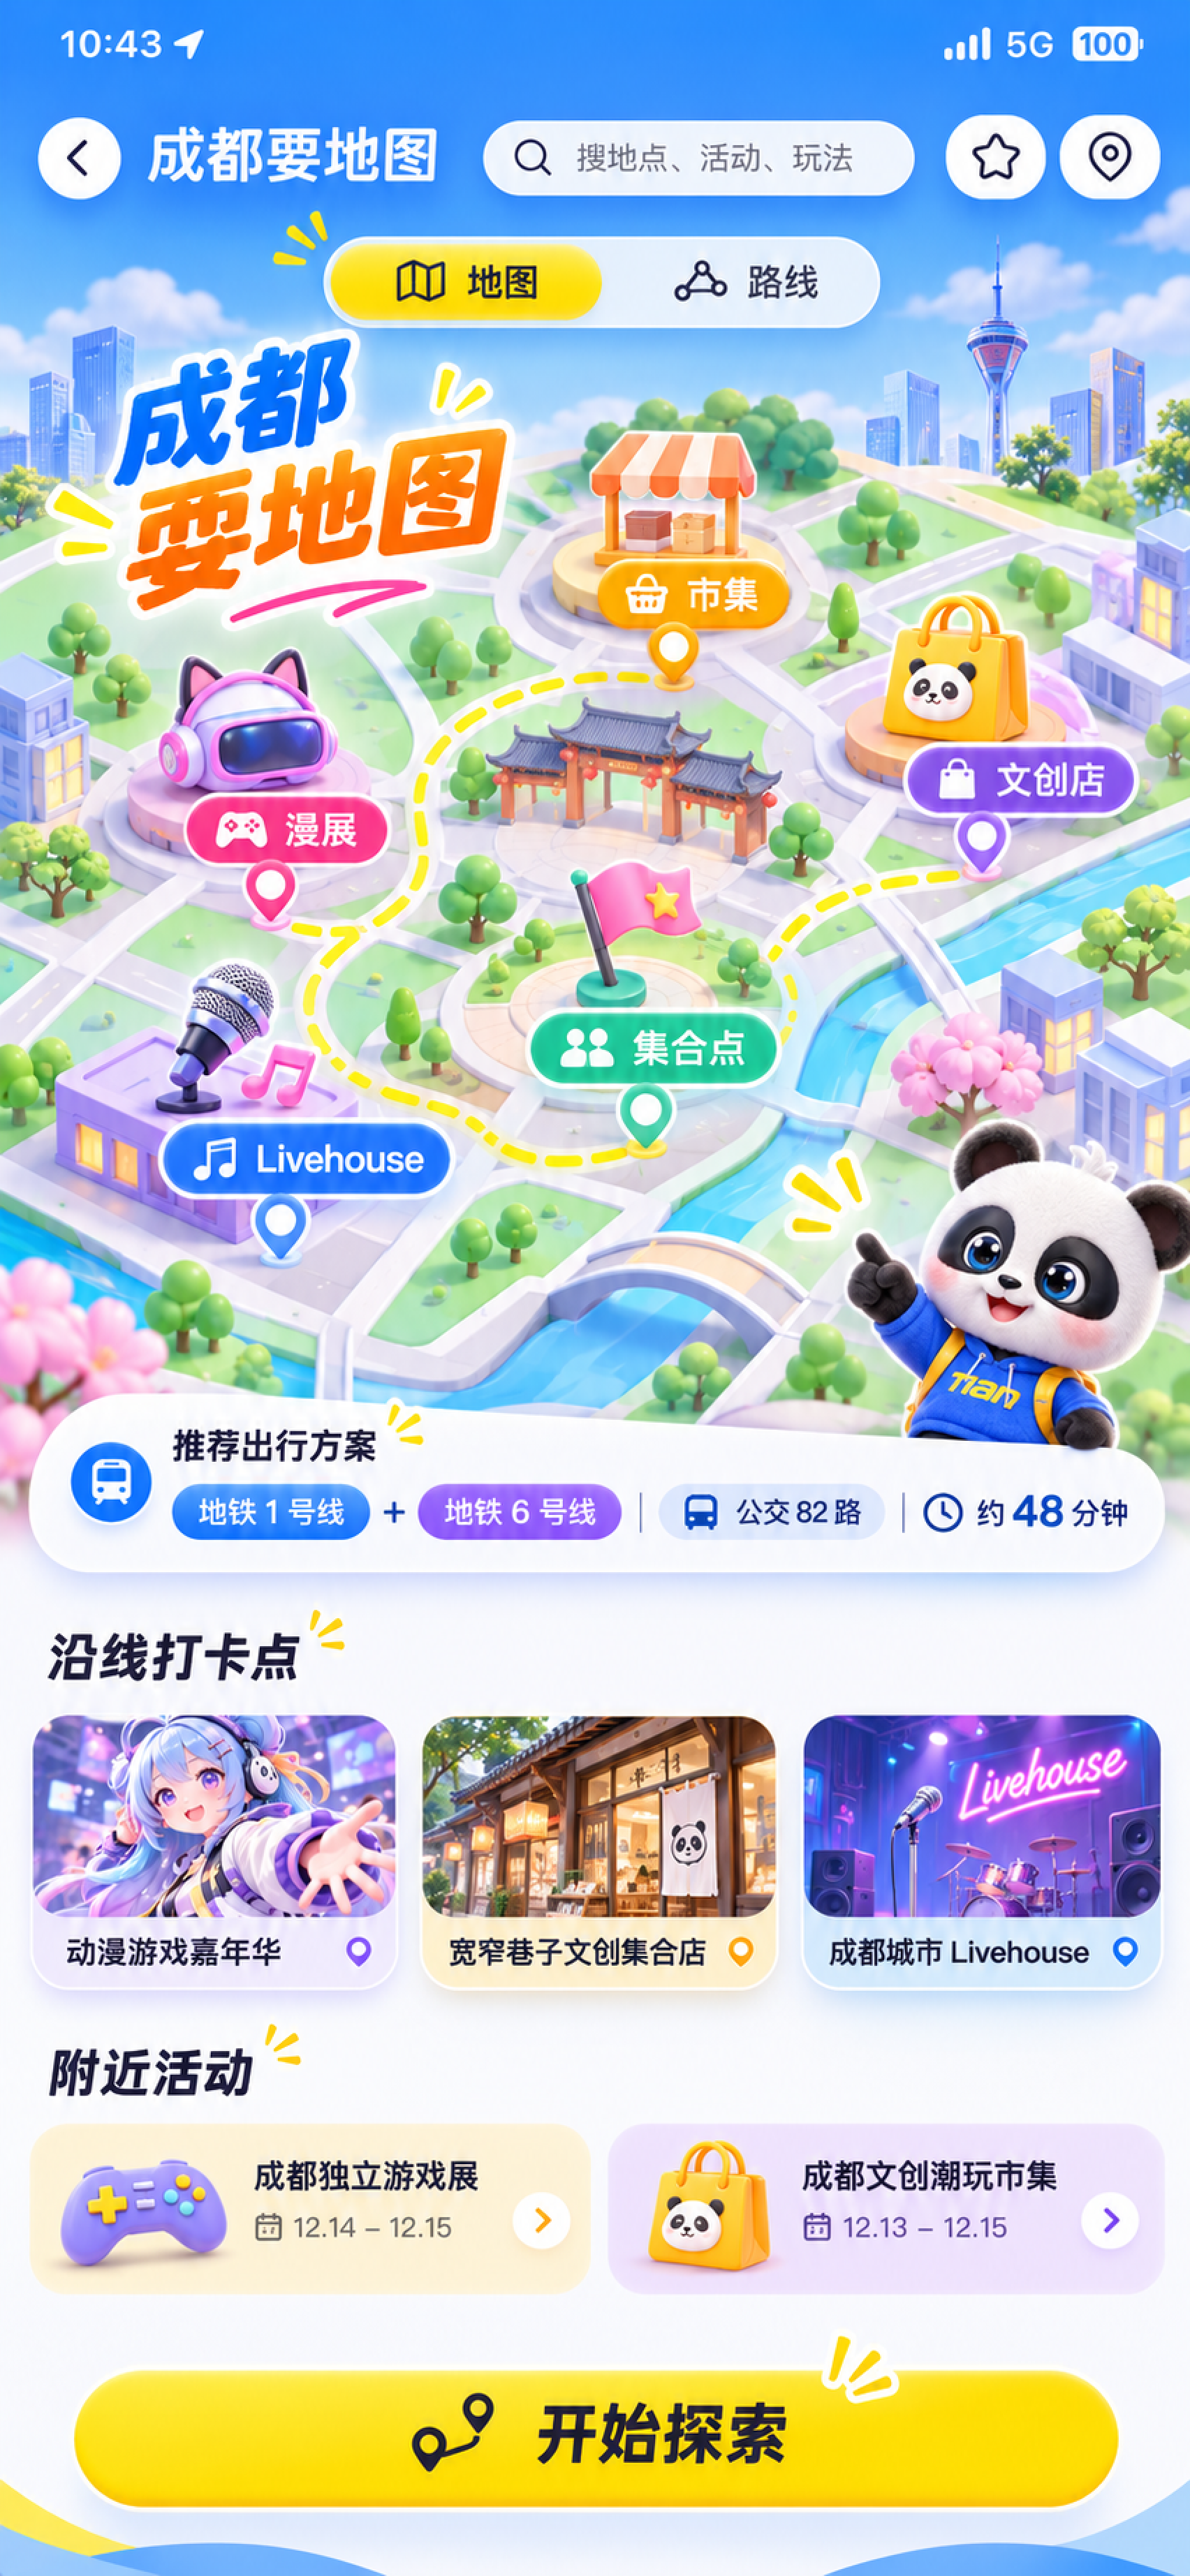 10:43
5G 100
成都耍地图
搜地点、活动、玩法
地图
路线
成都
耍地图
市集
文创店
漫展
集合点
Livehouse
Tian
推荐出行方案
地铁 1 号线 + 地铁 6 号线 公交 82 路 约 48 分钟
沿线打卡点
Livehouse
动漫游戏嘉年华
宽窄巷子文创集合店
成都城市 Livehouse
附近活动
成都独立游戏展
12.14 – 12.15
成都文创潮玩市集
12.13 – 12.15
开始探索